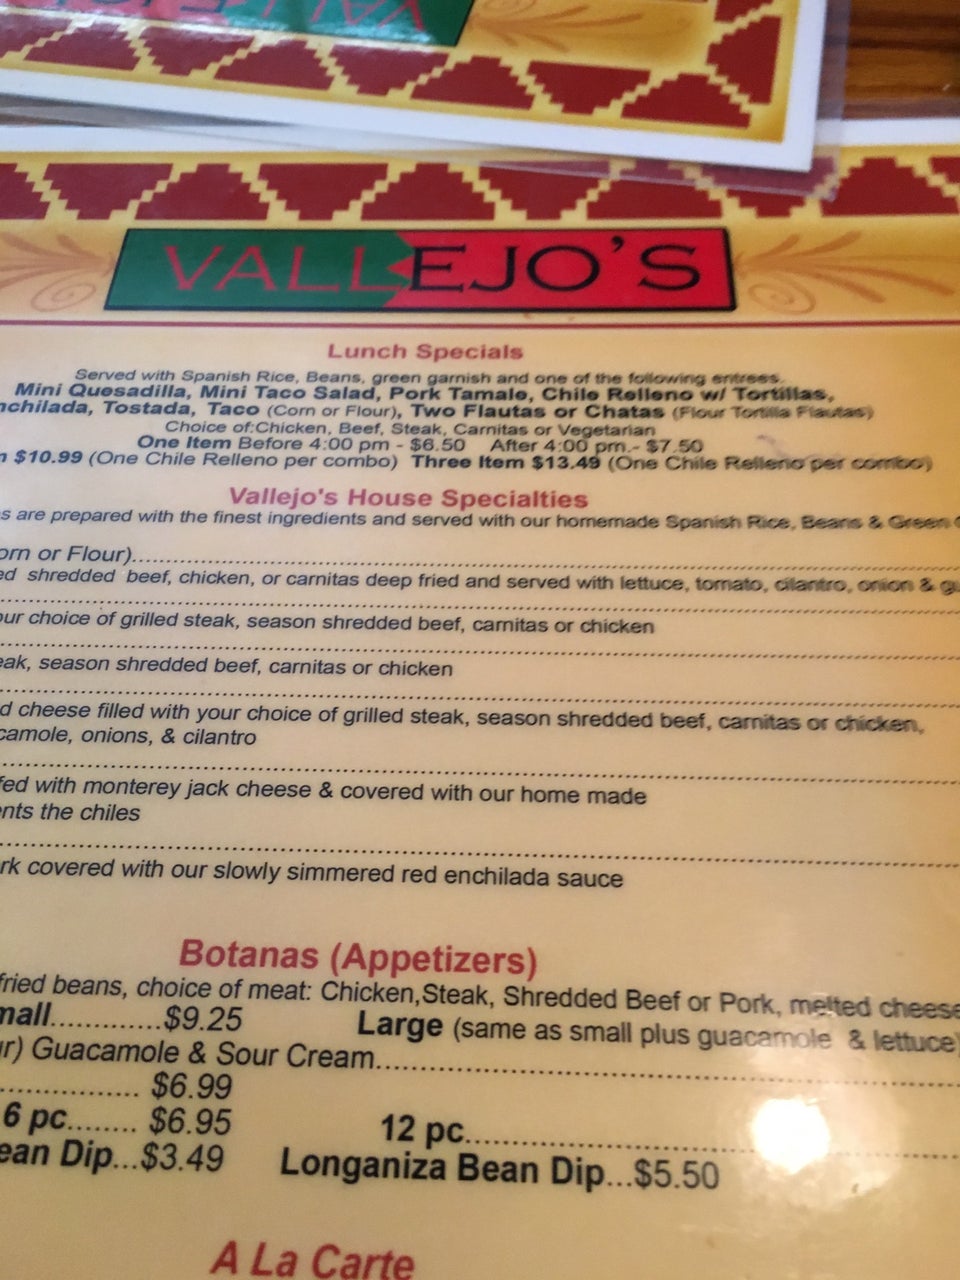 VALLEJO'S
VALLEJO'S
Lunch Specials
Served with Spanish Rice, Beans, green garnish and one of the following entrees.
Mini Quesadilla, Mini Taco Salad, Pork Tamale, Chile Relleno w/ Tortillas,
nchilada, Tostada, Taco (Corn or Flour), Two Flautas or Chatas (Flour Tortilla Flautas)
Choice of:Chicken, Beef, Steak, Carnitas or Vegetarian
One Item Before 4:00 pm - $6.50 After 4:00 pm.- $7.50
m $10.99 (One Chile Relleno per combo) Three Item $13.49 (One Chile Relleno per combo)
Vallejo's House Specialties
s are prepared with the finest ingredients and served with our homemade Spanish Rice, Beans & Green
orn or Flour)
ed shredded beef, chicken, or carnitas deep fried and served with lettuce, tomato, cilantro, onion & gu
our choice of grilled steak, season shredded beef, carnitas or chicken
eak, season shredded beef, carnitas or chicken
d cheese filled with your choice of grilled steak, season shredded beef, carnitas or chicken,
camole, onions, & cilantro
fed with monterey jack cheese & covered with our home made
ents the chiles
rk covered with our slowly simmered red enchilada sauce
Botanas (Appetizers)
fried beans, choice of meat: Chicken,Steak, Shredded Beef or Pork, melted cheese
mall............$9.25 Large (same as small plus guacamole & lettuce)
ur) Guacamole & Sour Cream
$6.99
6 pc........ $6.95 12 pc
ean Dip...$3.49 Longaniza Bean Dip...$5.50
A La Carte